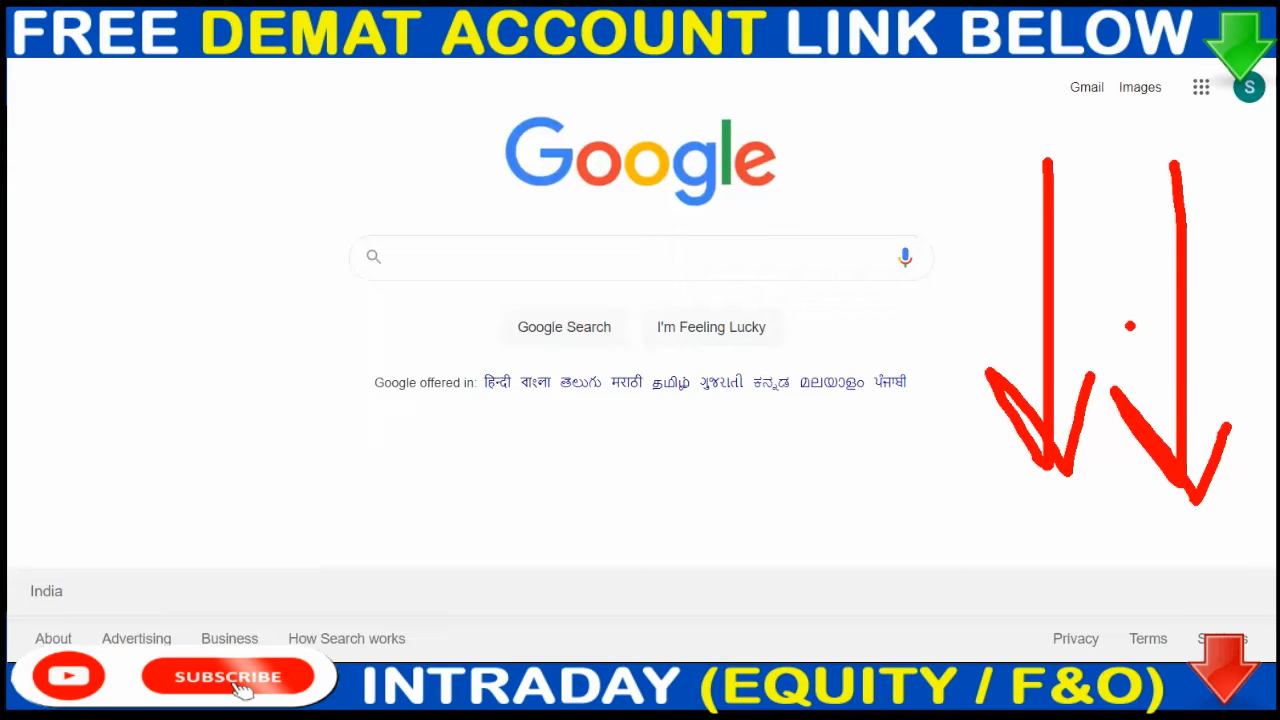 FREE DEMAT ACCOUNT LINK BELOW
Gmail Images
S
Google
Google Search I'm Feeling Lucky
Google offered in: हिन्दी বাংলা తెలుగు मराठी தமிழ் ગુજરાતી ಕನ್ನಡ മലയാളം ਪੰਜਾਬੀ
India
About Advertising Business How Search works Privacy Terms
SUBSCRIBE
INTRADAY (EQUITY / F&O)